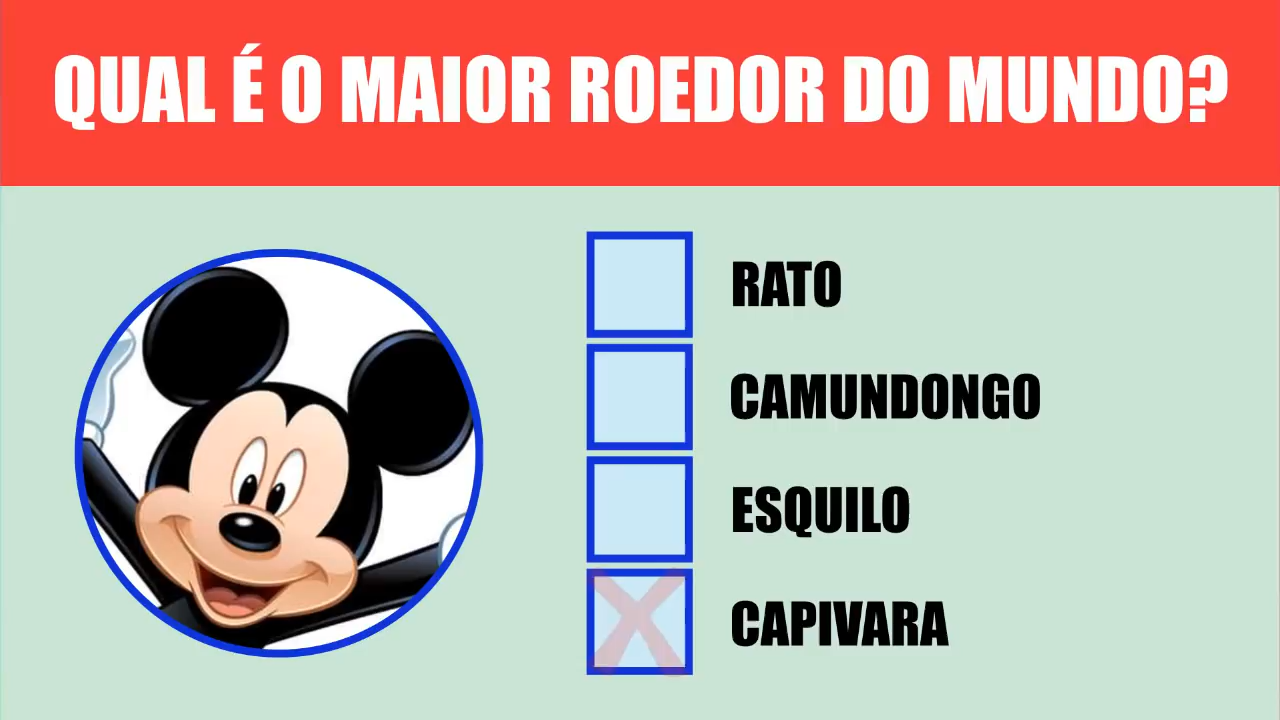 QUAL É O MAIOR ROEDOR DO MUNDO?
RATO
CAMUNDONGO
ESQUILO
CAPIVARA